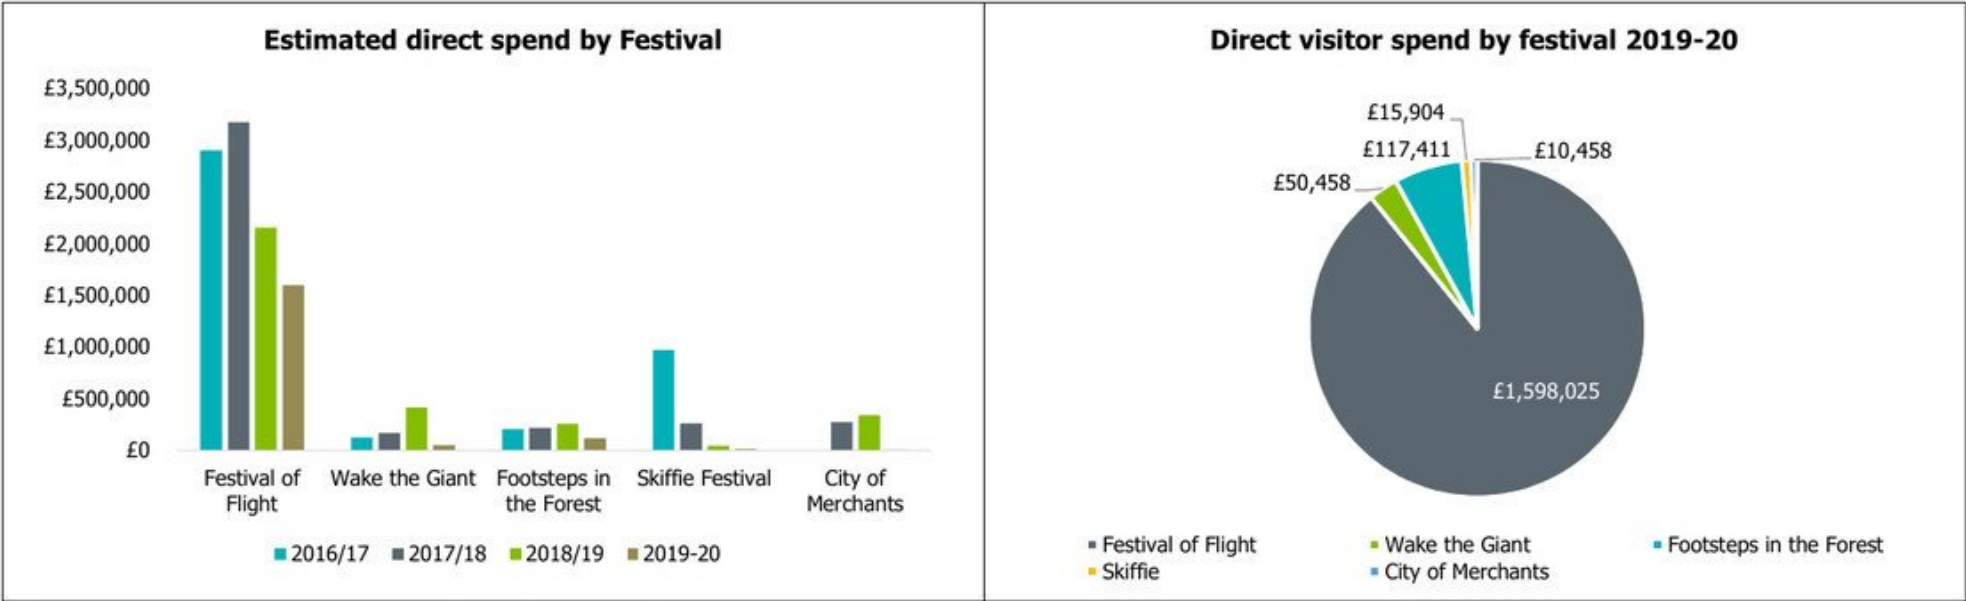 Estimated direct spend by Festival
£3,500,000
£3,000,000
£2,500,000
£2,000,000
£1,500,000
£1,000,000
£500,000
£0
Festival of
Flight
Wake the Giant
Footsteps in
the Forest
Skiffie Festival
City of
Merchants
2016/17 2017/18 2018/19 2019-20
Direct visitor spend by festival 2019-20
£15,904
£117,411
£10,458
£50,458
£1,598,025
Festival of Flight Wake the Giant Footsteps in the Forest
Skiffie City of Merchants